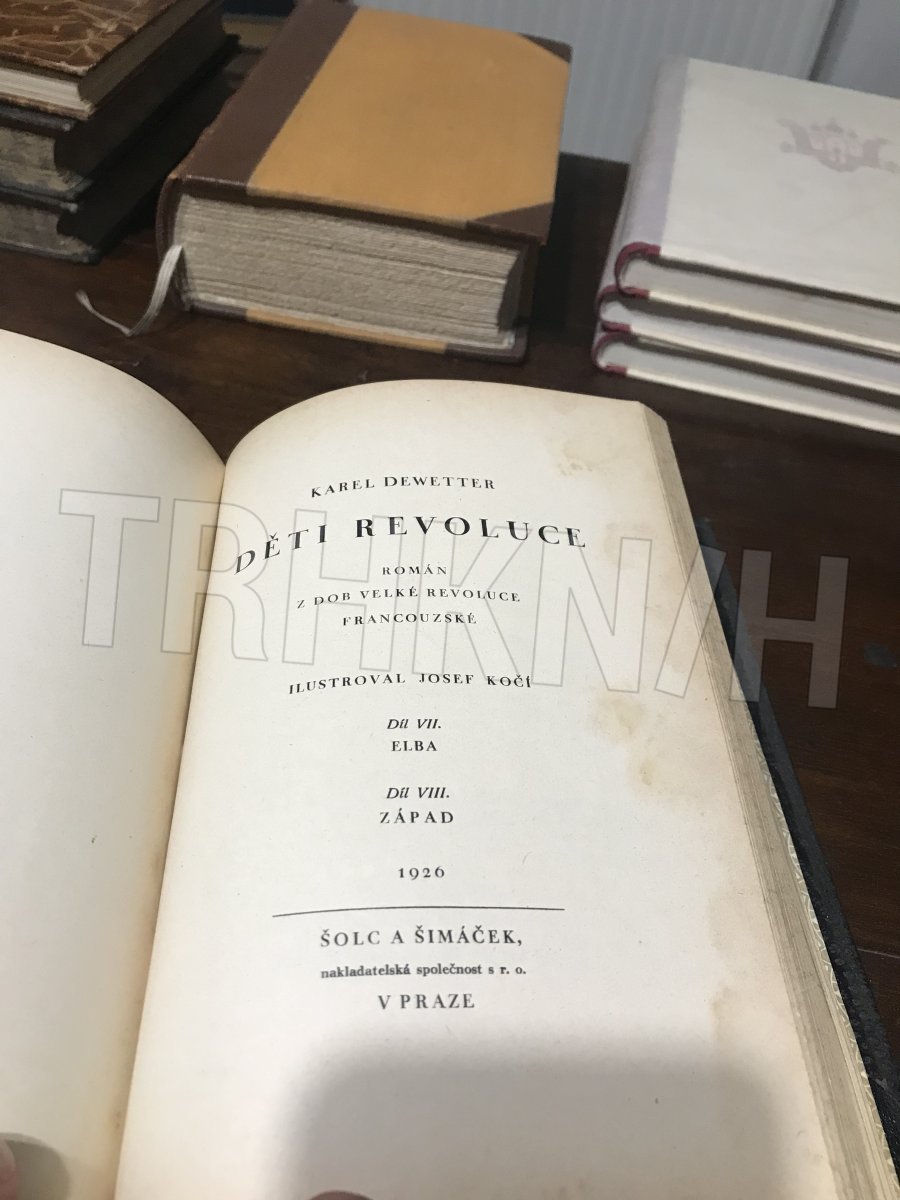 KAREL DEWETTER
DĚTI REVOLUCE
ROMÁN
Z DOB VELKÉ REVOLUCE
FRANCOUZSKÉ
ILUSTROVAL JOSEF KOČÍ
Díl VII.
ELBA
Díl VIII.
ZÁPAD
1926
ŠOLC A ŠIMÁČEK,
nakladatelská společnost s r. o.
V PRAZE
TRHKNIH